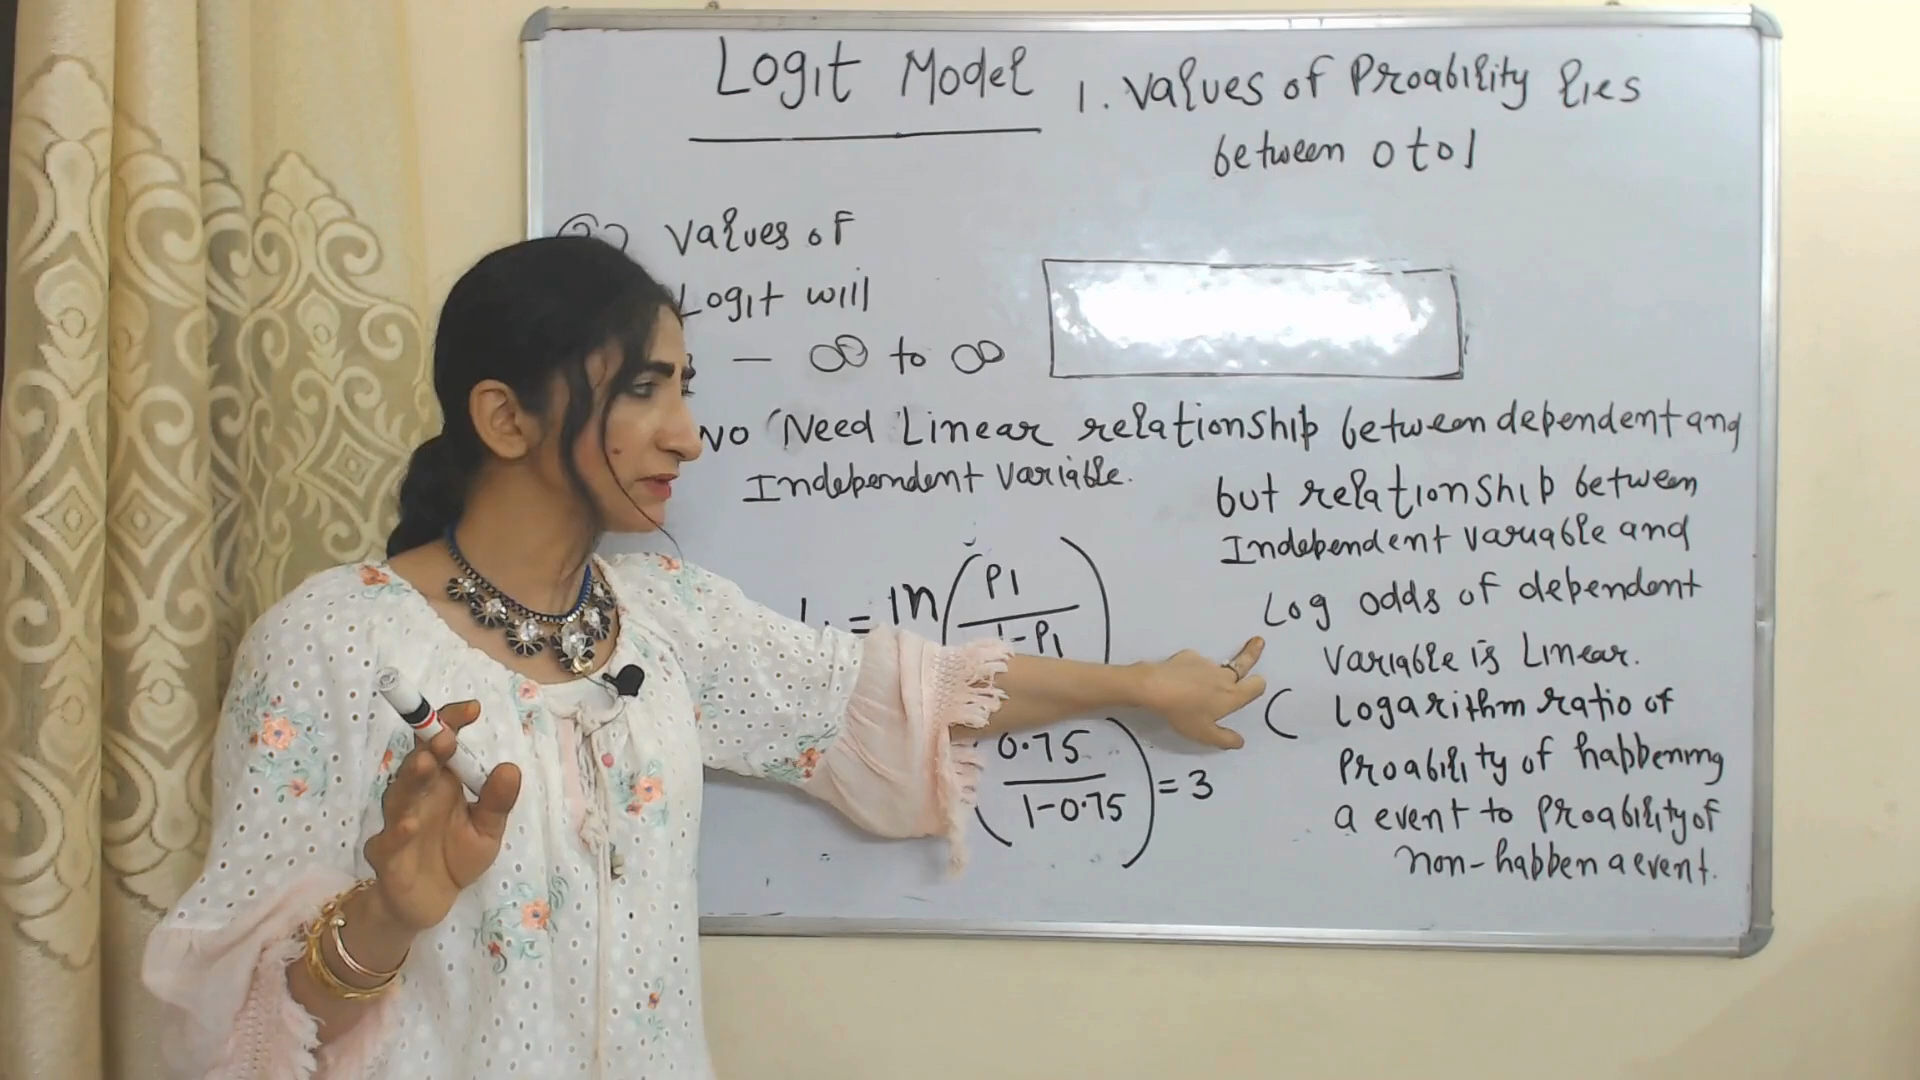 Logit Model
1. Values of Proability lies
between 0 to 1
Values of
Logit will
- ∞ to ∞
No Need Linear relationship between dependent and
Independent Variable.
but relationship between
Independent variable and
Log odds of dependent
Variable is Linear.
= ln(P1
1-P1)
(Logarithm ratio of
Proability of happening
a event to Proability of
non-happen a event.
(0.75
1-0.75) = 3